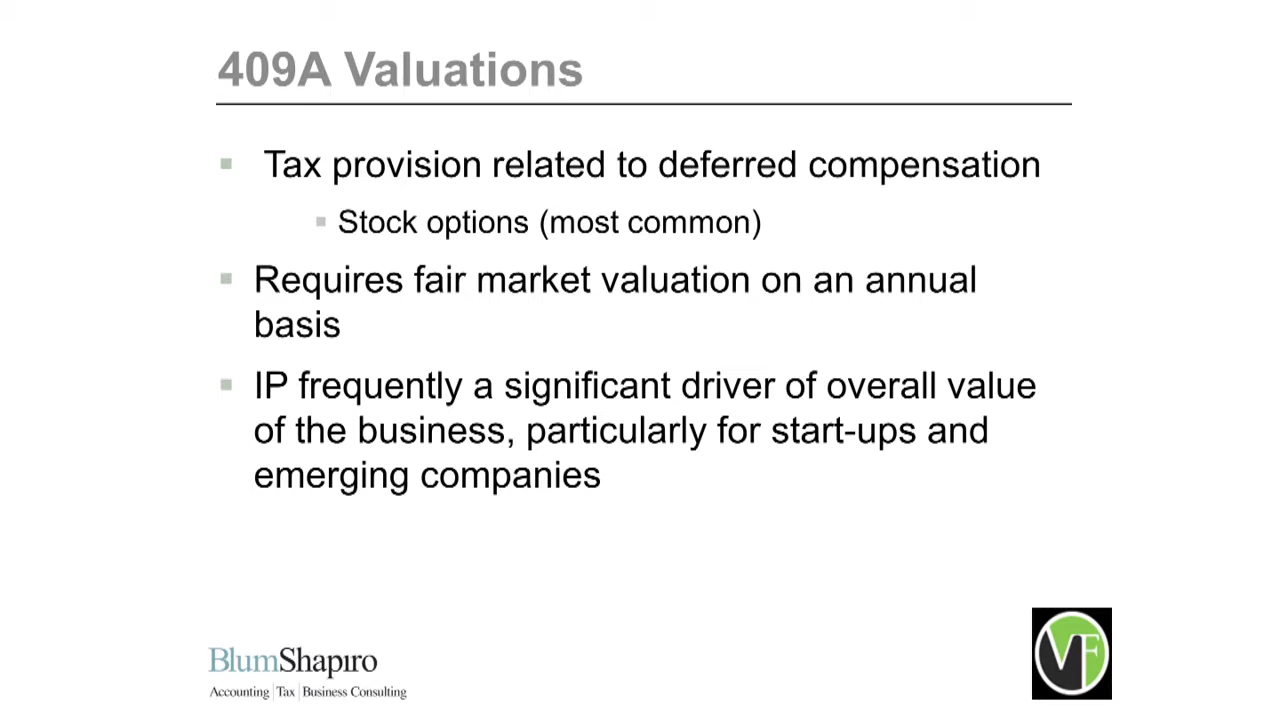 409A Valuations
Tax provision related to deferred compensation
Stock options (most common)
Requires fair market valuation on an annual
basis
IP frequently a significant driver of overall value
of the business, particularly for start-ups and
emerging companies
BlumShapiro
Accounting | Tax | Business Consulting
VF